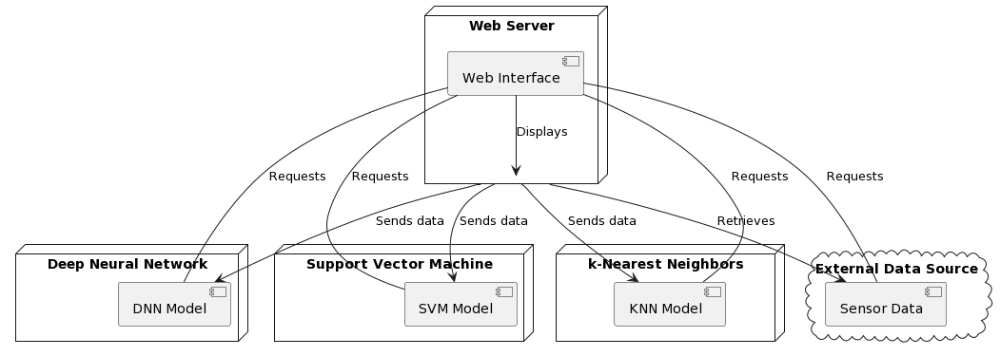 Web Server
Web Interface
Displays
Requests
Requests
Requests
Requests
Sends data
Sends data
Sends data
Retrieves
Deep Neural Network
Support Vector Machine
k-Nearest Neighbors
External Data Source
DNN Model
SVM Model
KNN Model
Sensor Data